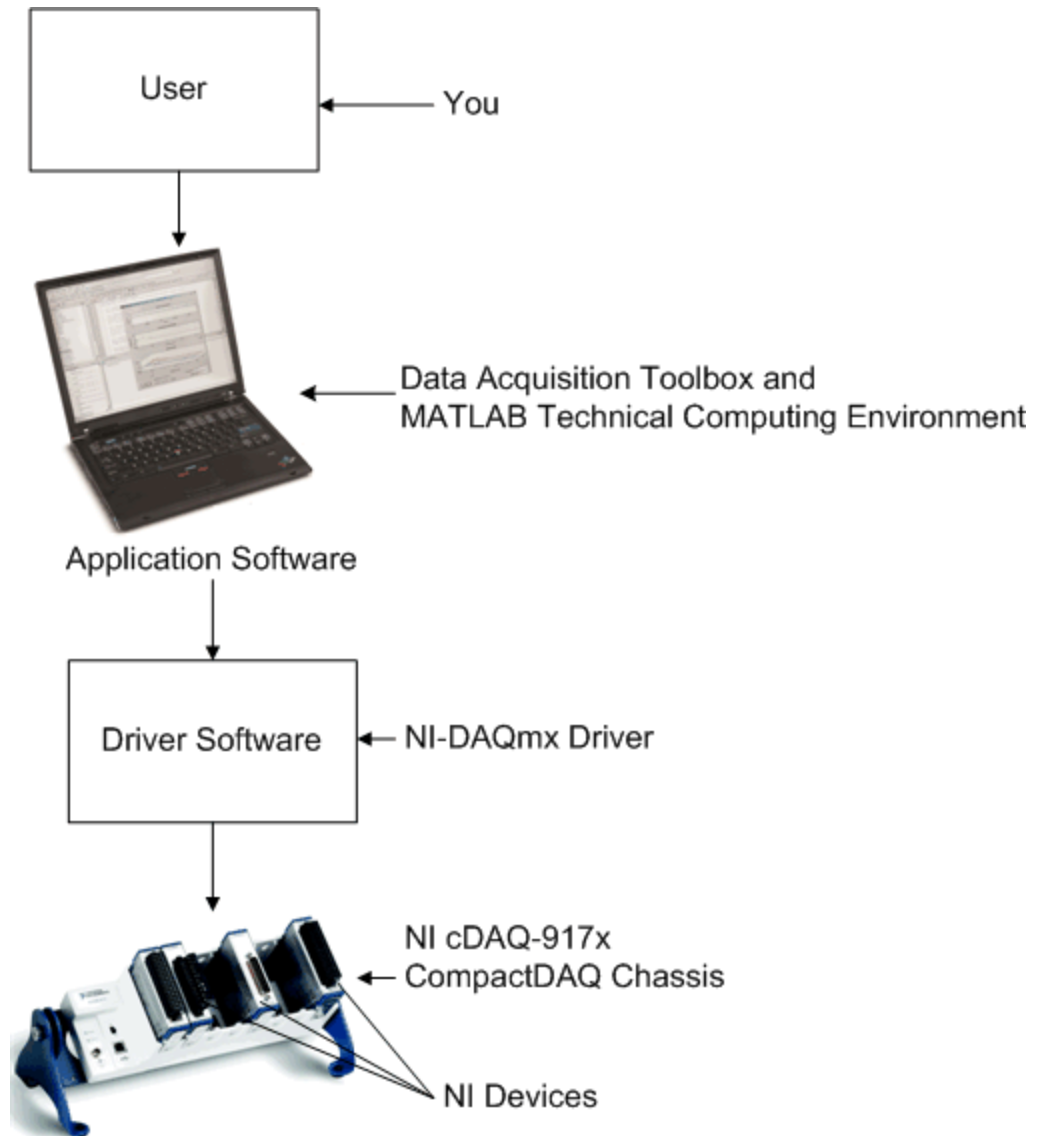 User
You
Data Acquisition Toolbox and
MATLAB Technical Computing Environment
Application Software
Driver Software
NI-DAQmx Driver
NI cDAQ-917x
CompactDAQ Chassis
NI Devices